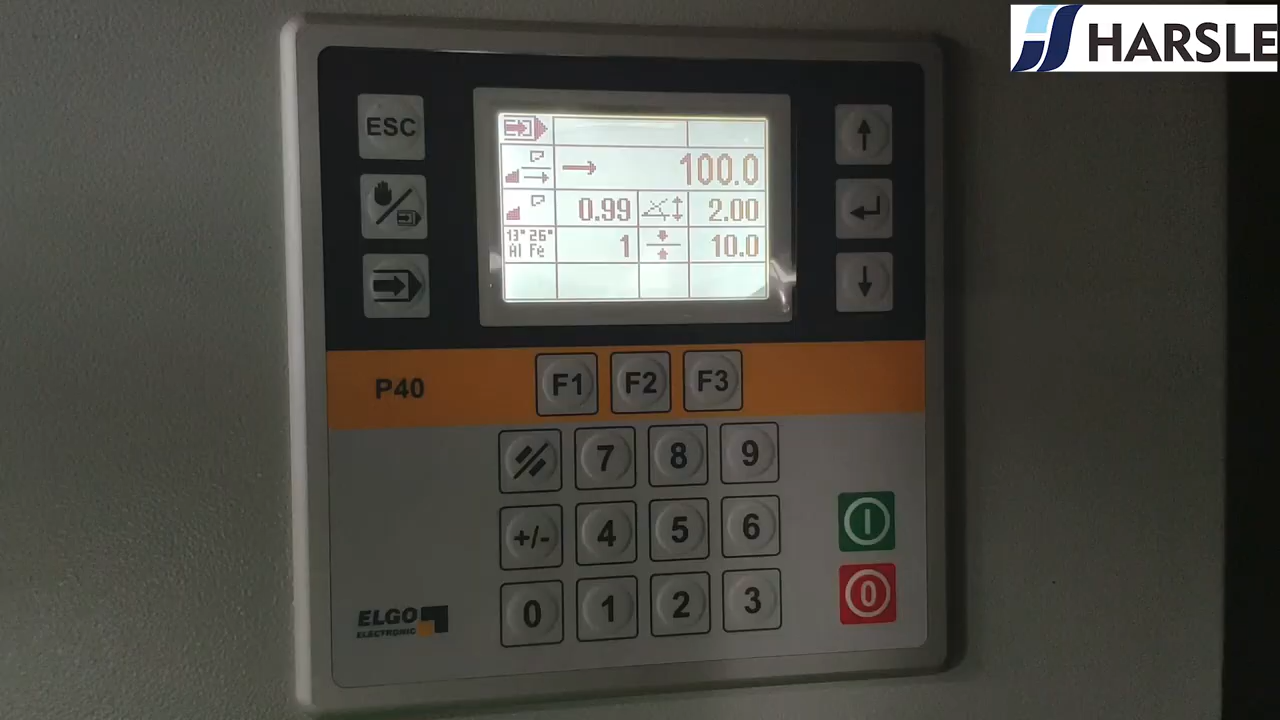 HARSLE
ESC
100.0
0.99 2.00
13" 26" 1 10.0
Al Fe
P40 F1 F2 F3
7 8 9
+/- 4 5 6
0 1 2 3
ELGO
ELECTRONIC